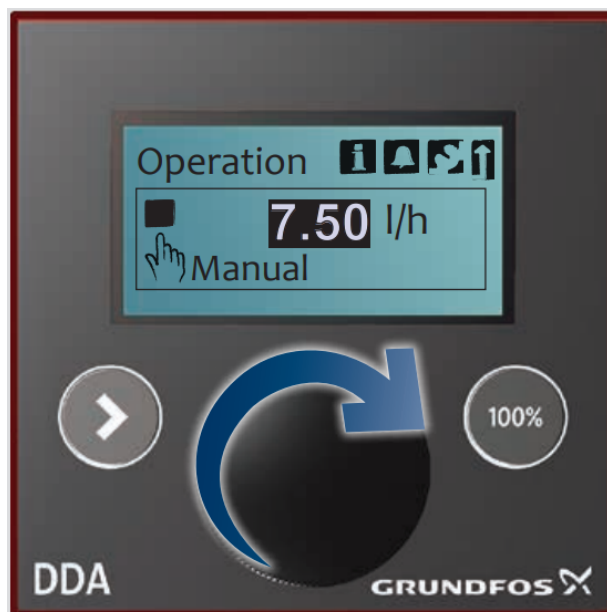 Operation i
7.50 l/h
Manual
100%
DDA
GRUNDFOS